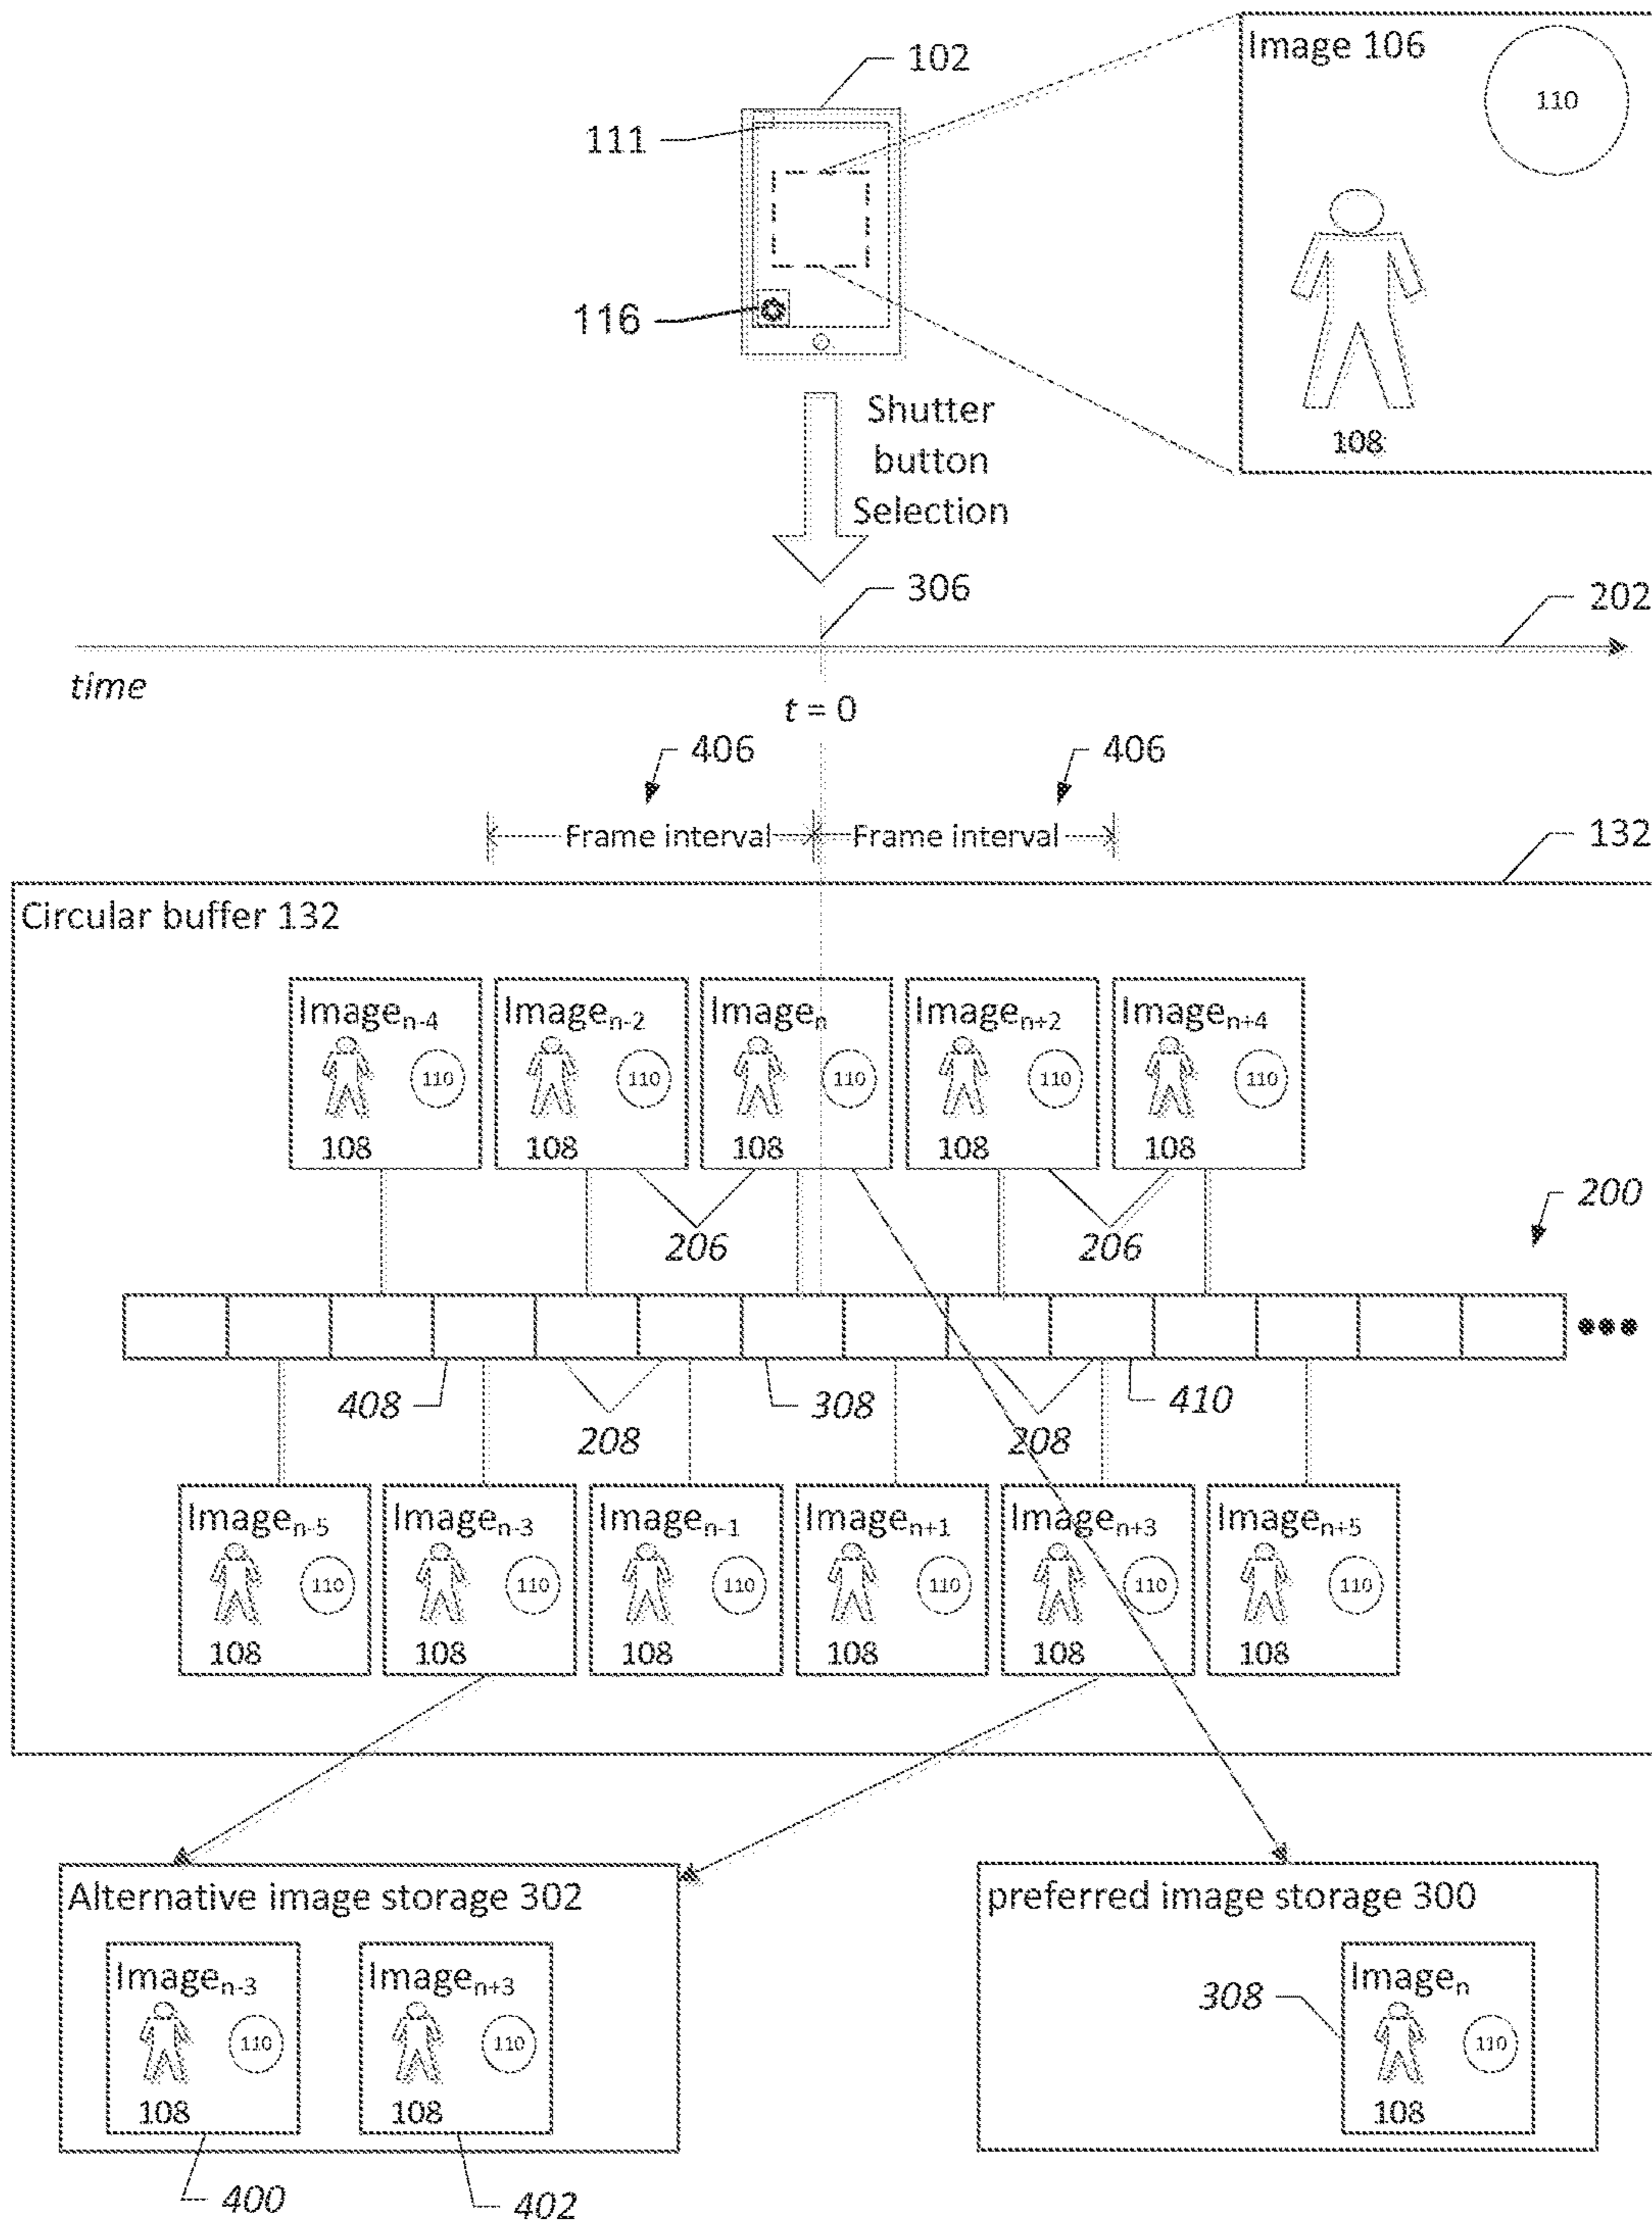 Image 106
102
110
111
116
108
Shutter
button
Selection
306
202
time
t = 0
406
406
Frame interval
Frame interval
132
Circular buffer 132
Imageₙ₋₄
Imageₙ₋₂
Imageₙ
Imageₙ₊₂
Imageₙ₊₄
110
110
110
110
110
108
108
108
108
108
200
206
206
408
308
410
208
208
Imageₙ₋₅
Imageₙ₋₃
Imageₙ₋₁
Imageₙ₊₁
Imageₙ₊₃
Imageₙ₊₅
110
110
110
110
110
110
108
108
108
108
108
108
Alternative image storage 302
Imageₙ₋₃
Imageₙ₊₃
110
110
108
108
400
402
preferred image storage 300
Imageₙ
308
110
108